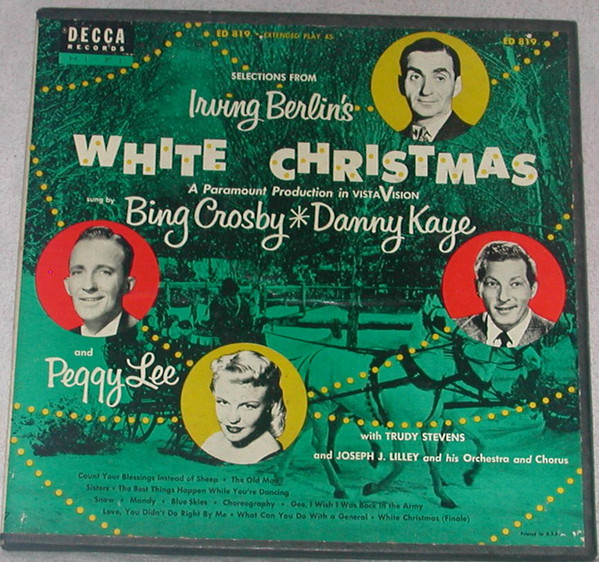 DECCA
RECORDS
HI-FI
ED 819 EXTENDED PLAY 45
ED 819
SELECTIONS FROM
Irving Berlin's
WHITE CHRISTMAS
A Paramount Production in VISTAVISION
sung by
Bing Crosby * Danny Kaye
and
Peggy Lee
with TRUDY STEVENS
and JOSEPH J. LILLEY and his Orchestra and Chorus
Count Your Blessings Instead of Sheep • The Old Man
Sisters • The Best Things Happen While You're Dancing
Snow • Mandy • Blue Skies • Choreography • Gee, I Wish I Was Back In the Army
Love, You Didn't Do Right By Me • What Can You Do With a General • White Christmas (Finale)
Printed in U.S.A.